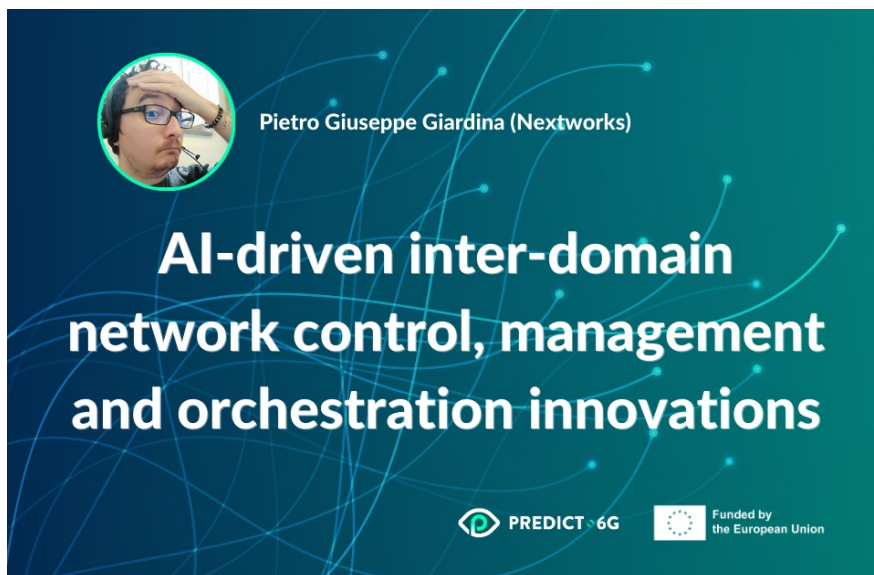 Pietro Giuseppe Giardina (Nextworks)
AI-driven inter-domain
network control, management
and orchestration innovations
PREDICT 6G
Funded by
the European Union